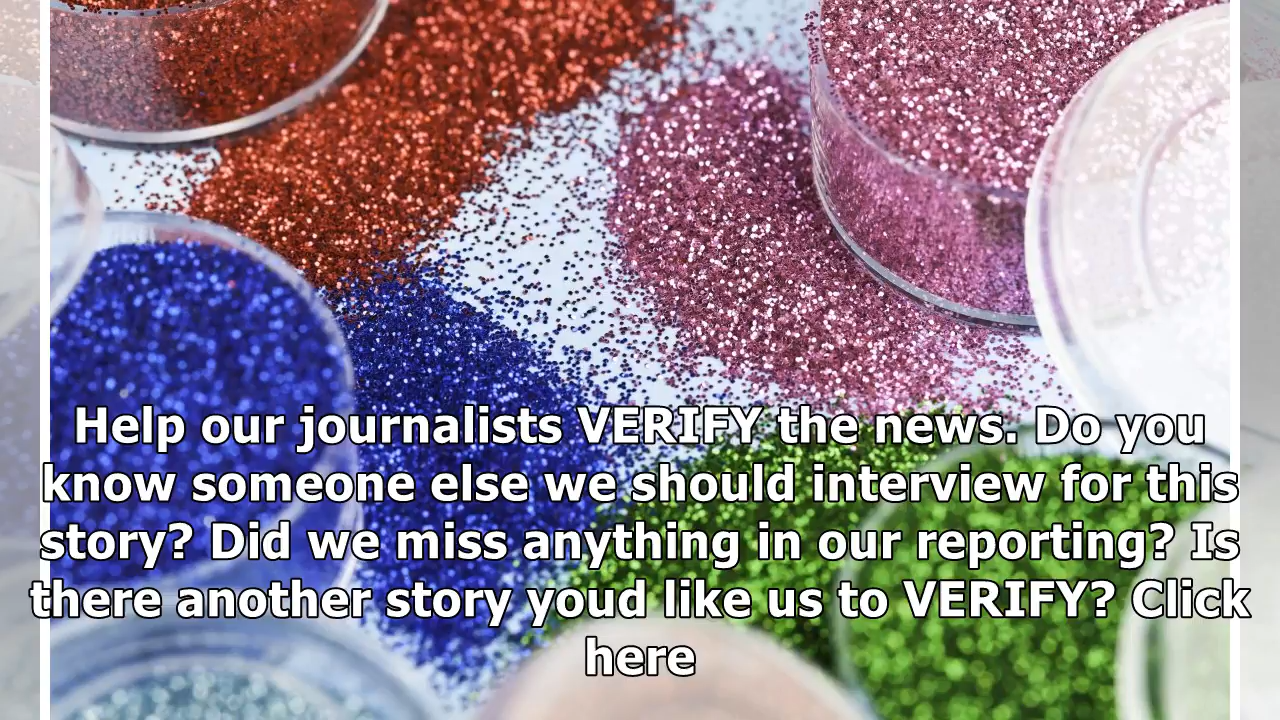 Help our journalists VERIFY the news. Do you
know someone else we should interview for this
story? Did we miss anything in our reporting? Is
there another story youd like us to VERIFY? Click
here